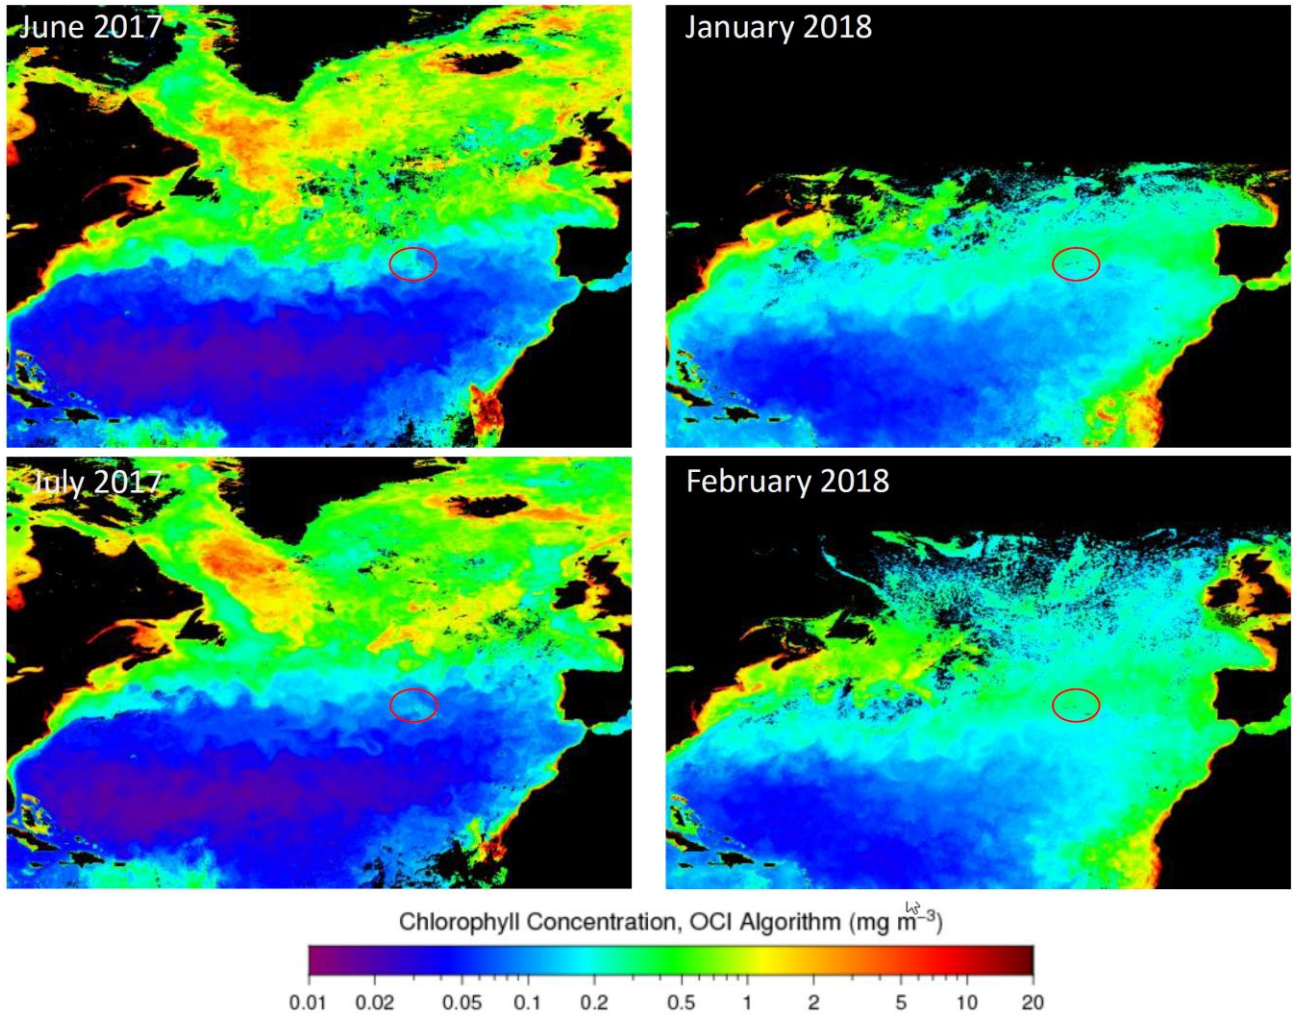 June 2017
January 2018
July 2017
February 2018
Chlorophyll Concentration, OCI Algorithm (mg m⁻³)
0.01 0.02 0.05 0.1 0.2 0.5 1 2 5 10 20